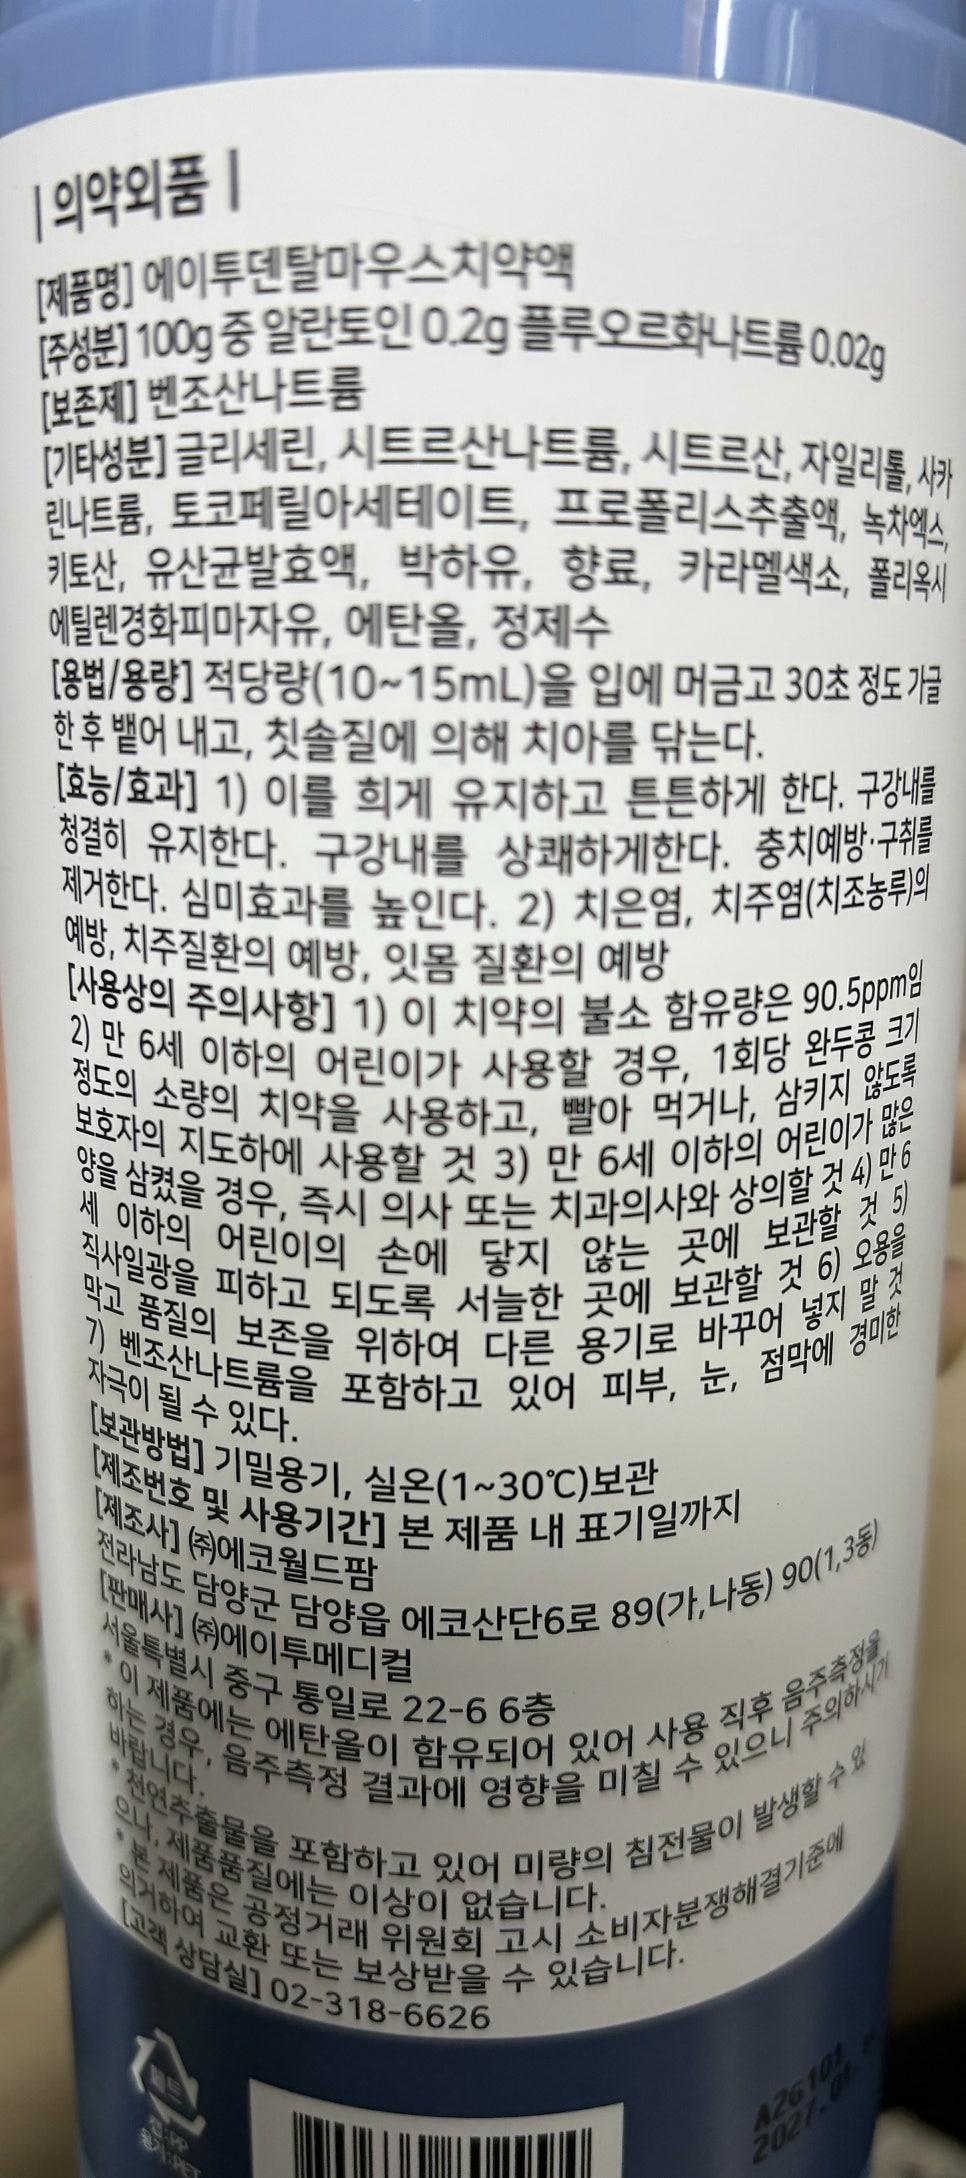 | 의약외품 |
[제품명] 에이투덴탈마우스치약액
[주성분] 100g 중 알란토인 0.2g 플루오르화나트륨 0.02g
[보존제] 벤조산나트륨
[기타성분] 글리세린, 시트르산나트륨, 시트르산, 자일리톨, 사카
린나트륨, 토코페릴아세테이트, 프로폴리스추출액, 녹차엑스,
키토산, 유산균발효액, 박하유, 향료, 카라멜색소, 폴리옥시
에틸렌경화피마자유, 에탄올, 정제수
[용법/용량] 적당량(10~15mL)을 입에 머금고 30초 정도 가글
한 후 뱉어 내고, 칫솔질에 의해 치아를 닦는다.
[효능/효과] 1) 이를 희게 유지하고 튼튼하게 한다. 구강내를
청결히 유지한다. 구강내를 상쾌하게한다. 충치예방·구취를
제거한다. 심미효과를 높인다. 2) 치은염, 치주염(치조농루)의
예방, 치주질환의 예방, 잇몸 질환의 예방
[사용상의 주의사항] 1) 이 치약의 불소 함유량은 90.5ppm임
2) 만 6세 이하의 어린이가 사용할 경우, 1회당 완두콩 크기
정도의 소량의 치약을 사용하고, 빨아 먹거나, 삼키지 않도록
보호자의 지도하에 사용할 것 3) 만 6세 이하의 어린이가 많은
양을 삼켰을 경우, 즉시 의사 또는 치과의사와 상의할 것 4) 만 6
세 이하의 어린이의 손에 닿지 않는 곳에 보관할 것 5)
직사일광을 피하고 되도록 서늘한 곳에 보관할 것 6) 오용을
막고 품질의 보존을 위하여 다른 용기로 바꾸어 넣지 말 것
7) 벤조산나트륨을 포함하고 있어 피부, 눈, 점막에 경미한
자극이 될 수 있다.
[보관방법] 기밀용기, 실온(1~30℃)보관
[제조번호 및 사용기간] 본 제품 내 표기일까지
[제조사] ㈜에코월드팜
전라남도 담양군 담양읍 에코산단6로 89(가,나동) 90(1,3동)
[판매사] ㈜에이투메디컬
서울특별시 중구 통일로 22-6 6층
* 이 제품에는 에탄올이 함유되어 있어 사용 직후 음주측정을
하는 경우, 음주측정 결과에 영향을 미칠 수 있으니 주의하시기
바랍니다.
* 천연추출물을 포함하고 있어 미량의 침전물이 발생할 수 있
으나, 제품품질에는 이상이 없습니다.
* 본 제품은 공정거래 위원회 고시 소비자분쟁해결기준에
의거하여 교환 또는 보상받을 수 있습니다.
[고객 상담실] 02-318-6626
A2G101
2027.01.